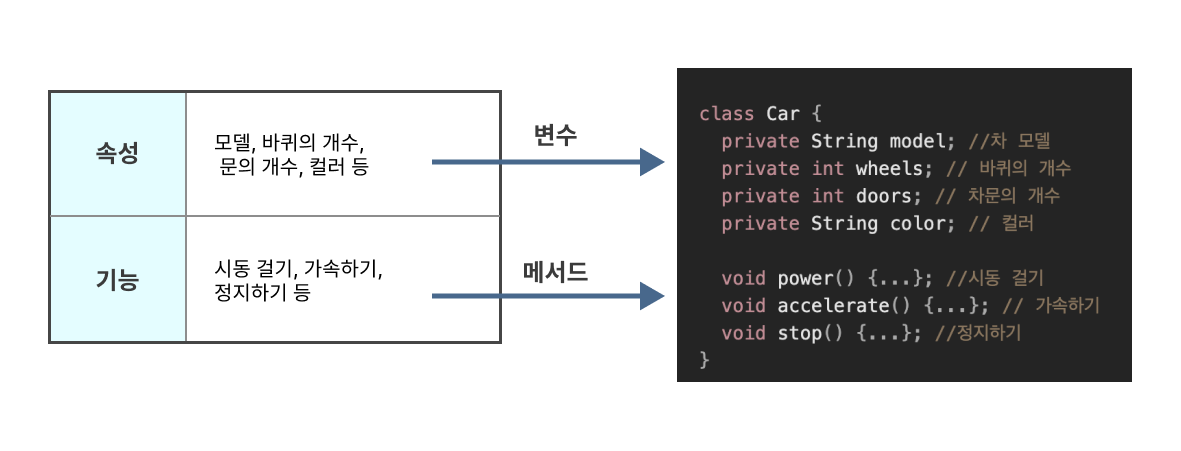 속성
모델, 바퀴의 개수,
문의 개수, 컬러 등
기능
시동 걸기, 가속하기,
정지하기 등
변수
메서드
class Car {
private String model; //차 모델
private int wheels; // 바퀴의 개수
private int doors; // 차문의 개수
private String color; // 컬러
void power() {...}; //시동 걸기
void accelerate() {...}; // 가속하기
void stop() {...}; //정지하기
}